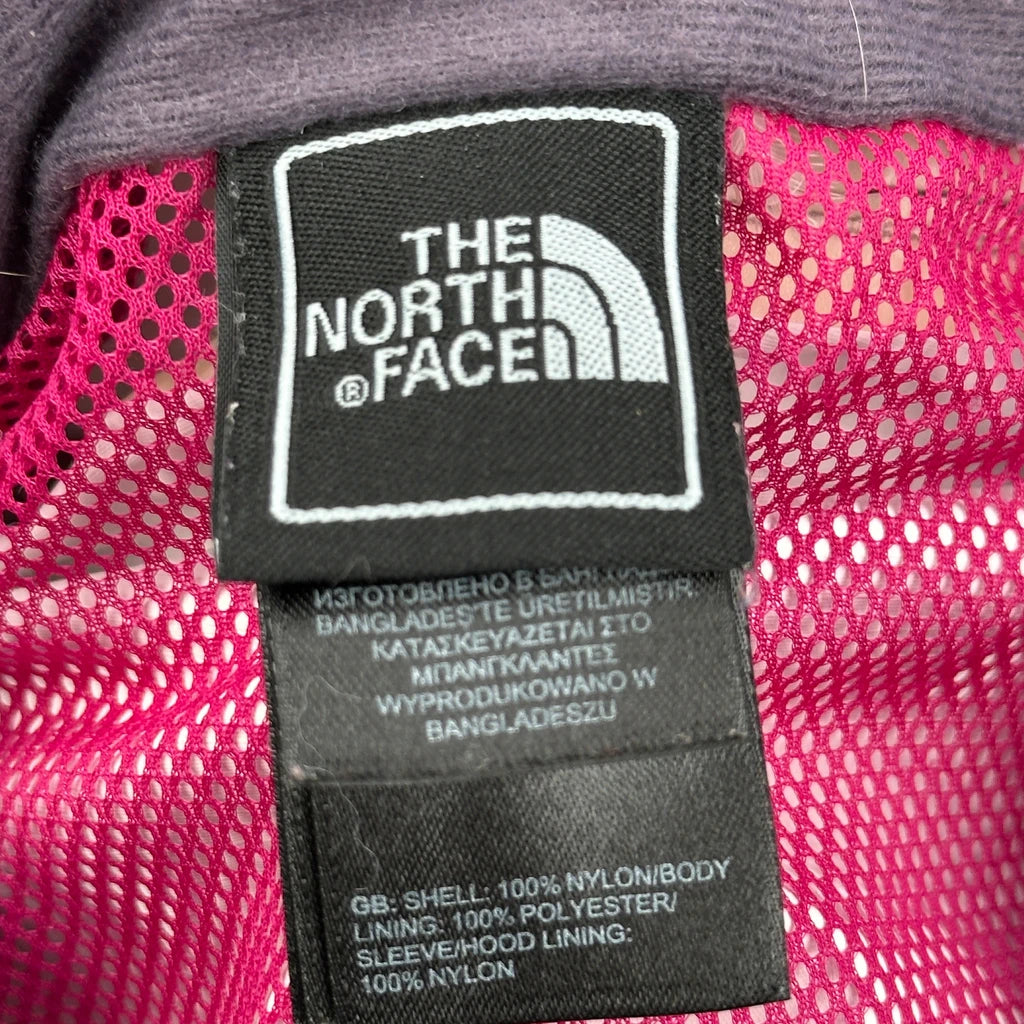 THE
NORTH
® FACE
ИЗГОТОВЛЕНО В
BANGLADES'TE URETILMISTIR
ΚΑΤΑΣΚΕΥΑΖΕΤΑΙ ΣΤΟ
ΜΠΑΝΓΚΛΑΝΤΕΣ
WYPRODUKOWANO W
BANGLADESZU
GB: SHELL: 100% NYLON/BODY
LINING: 100% POLYESTER/
SLEEVE/HOOD LINING:
100% NYLON